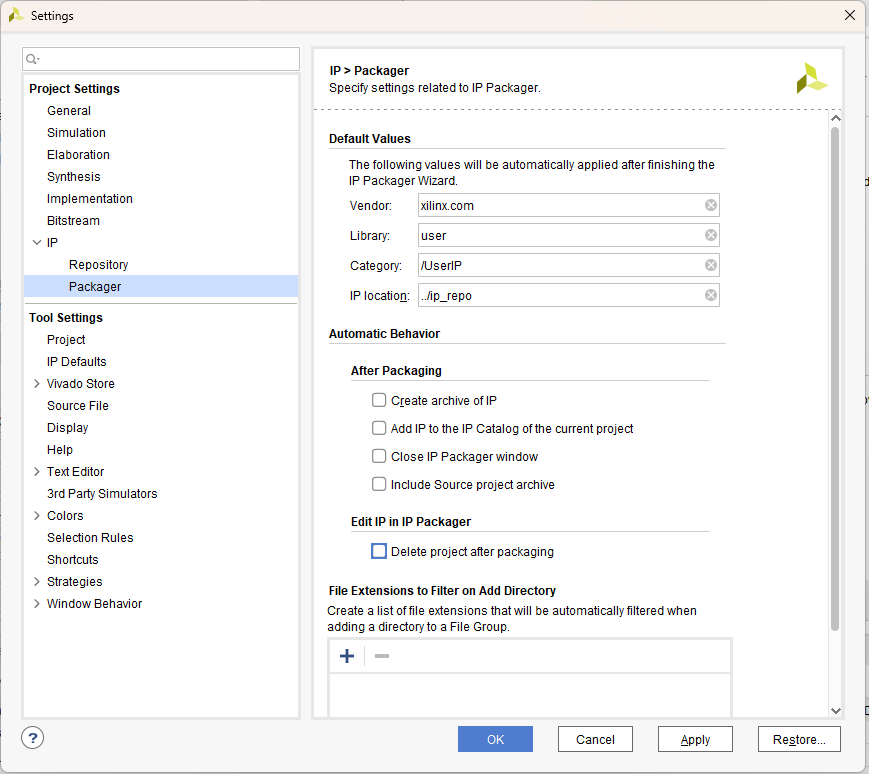 Settings
Project Settings
General
Simulation
Elaboration
Synthesis
Implementation
Bitstream
IP
Repository
Packager
Tool Settings
Project
IP Defaults
Vivado Store
Source File
Display
Help
Text Editor
3rd Party Simulators
Colors
Selection Rules
Shortcuts
Strategies
Window Behavior
IP > Packager
Specify settings related to IP Packager.
Default Values
The following values will be automatically applied after finishing the
IP Packager Wizard.
Vendor: xilinx.com
Library: user
Category: /UserIP
IP location: ../ip_repo
Automatic Behavior
After Packaging
Create archive of IP
Add IP to the IP Catalog of the current project
Close IP Packager window
Include Source project archive
Edit IP in IP Packager
Delete project after packaging
File Extensions to Filter on Add Directory
Create a list of file extensions that will be automatically filtered when
adding a directory to a File Group.
?
OK Cancel Apply Restore...